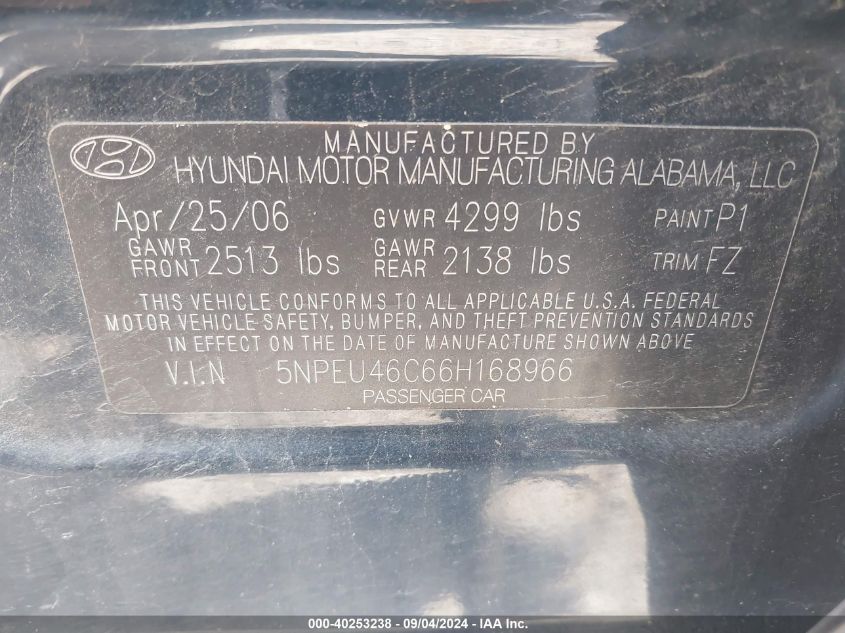 MANUFACTURED BY
HYUNDAI MOTOR MANUFACTURING ALABAMA, LLC
Apr/25/06 GVWR 4299 lbs PAINT P1
GAWR FRONT 2513 lbs GAWR REAR 2138 lbs TRIM FZ
THIS VEHICLE CONFORMS TO ALL APPLICABLE U.S.A. FEDERAL
MOTOR VEHICLE SAFETY, BUMPER, AND THEFT PREVENTION STANDARDS
IN EFFECT ON THE DATE OF MANUFACTURE SHOWN ABOVE
V.I.N 5NPEU46C66H168966
PASSENGER CAR
000-40253238 - 09/04/2024 - IAA Inc.